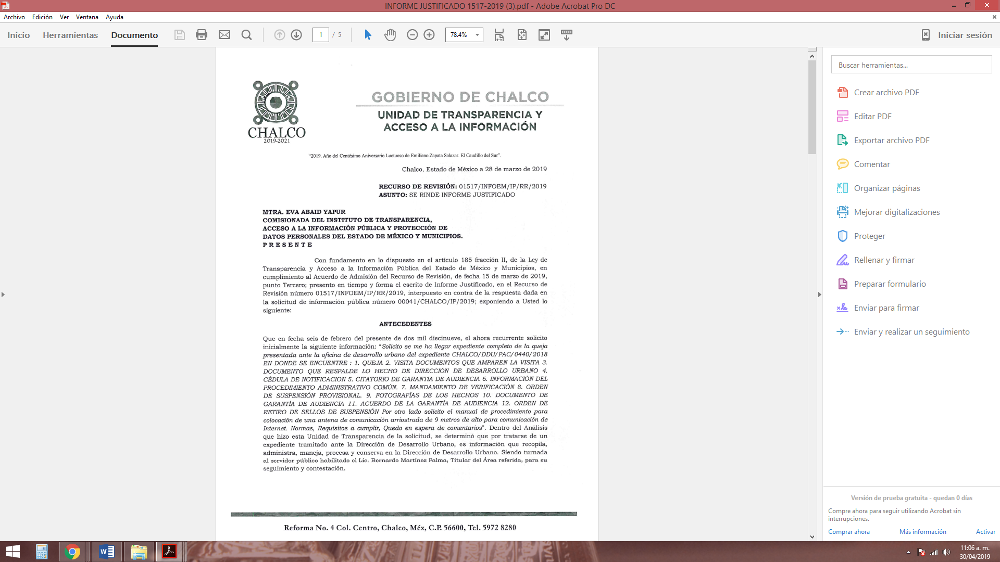 INFORME JUSTIFICADO 1517-2019 (3).pdf - Adobe Acrobat Pro DC
Archivo Edición Ver Ventana Ayuda
Inicio Herramientas Documento 1 / 5 78.4% Iniciar sesión
CHALCO
2019-2021
GOBIERNO DE CHALCO
UNIDAD DE TRANSPARENCIA Y
ACCESO A LA INFORMACIÓN
"2019. Año del Centésimo Aniversario Luctuoso de Emiliano Zapata Salazar. El Caudillo del Sur".
Chalco. Estado de México a 28 de marzo de 2019
RECURSO DE REVISIÓN: 01517/INFOEM/IP/RR/2019
ASUNTO: SE RINDE INFORME JUSTIFICADO
MTRA. EVA ABAID YAPUR
COMISIONADA DEL INSTITUTO DE TRANSPARENCIA,
ACCESO A LA INFORMACIÓN PÚBLICA Y PROTECCIÓN DE
DATOS PERSONALES DEL ESTADO DE MÉXICO Y MUNICIPIOS.
P R E S E N T E
Con fundamento en lo dispuesto en el articulo 185 fracción II, de la Ley de
Transparencia y Acceso a la Información Pública del Estado de México y Municipios, en
cumplimiento al Acuerdo de Admisión del Recurso de Revisión, de fecha 15 de marzo de 2019,
punto Tercero; presento en tiempo y forma el escrito de Informe Justificado, en el Recurso de
Revisión número 01517/INFOEM/IP/RR/2019, interpuesto en contra de la respuesta dada en
la solicitud de información pública número 00041/CHALCO/IP/2019; exponiendo a Usted lo
siguiente:
ANTECEDENTES
Que en fecha seis de febrero del presente de dos mil diecinueve, el ahora recurrente solicito
inicialmente la siguiente información: "Solicito se me ha llegar expediente completo de la queja
presentada ante la oficina de desarrollo urbano del expediente CHALCO/DDU/PAC/0440/2018
EN DONDE SE ENCUENTRE : 1. QUEJA 2. VISITA DOCUMENTOS QUE AMPAREN LA VISITA 3.
DOCUMENTO QUE RESPALDE LO HECHO DE DIRECCIÓN DE DESARROLLO URBANO 4.
CÉDULA DE NOTIFICACION 5. CITATORIO DE GARANTIA DE AUDIENCIA 6. INFORMACIÓN DEL
PROCEDIMIENTO ADMINISTRATIVO COMÚN. 7. MANDAMIENTO DE VERIFICACIÓN 8. ORDEN
DE SUSPENSIÓN PROVISIONAL. 9. FOTOGRAFÍAS DE LOS HECHOS 10. DOCUMENTO DE
GARANTÍA DE AUDIENCIA 11. ACUERDO DE LA GARANTÍA DE AUDIENCIA 12. ORDEN DE
RETIRO DE SELLOS DE SUSPENSIÓN Por otro lado solicito el manual de procedimiento para
colocación de una antena de comunicación arriostrada de 9 metros de alto para comunicación de
Internet. Normas, Requisitos a cumplir, Quedo en espera de comentarios". Dentro del Análisis
que hizo esta Unidad de Transparencia de la solicitud, se determinó que por tratarse de un
expediente tramitado ante la Dirección de Desarrollo Urbano, es información que recopila,
administra, maneja, procesa y conserva en la Dirección de Desarrollo Urbano. Siendo turnada
al servidor público habilitado el Lic. Bernardo Martínez Palma, Titular del Área referida, para su
seguimiento y contestación.
Reforma No. 4 Col. Centro, Chalco, Méx, C.P. 56600, Tel. 5972 8280
Buscar herramientas...
Crear archivo PDF
Editar PDF
Exportar archivo PDF
Comentar
Organizar páginas
Mejorar digitalizaciones
Proteger
Rellenar y firmar
Preparar formulario
Enviar para firmar
Enviar y realizar un seguimiento
Versión de prueba gratuita - quedan 0 días
Compre ahora para seguir utilizando Acrobat sin
interrupciones.
Comprar ahora Más información Activar
11:06 a. m.
30/04/2019